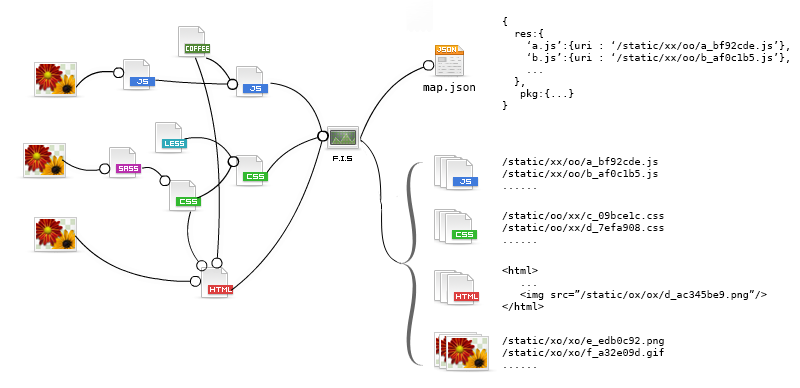 COFFEE
JS
JS
LESS
SASS
CSS
CSS
HTML
F.I.S
JSON
map.json
{
res:{
‘a.js’:{uri : ‘/static/xx/oo/a_bf92cde.js’},
‘b.js’:{uri : ‘/static/xx/oo/b_af0c1b5.js’},
...
},
pkg:{...}
}
JS
/static/xx/oo/a_bf92cde.js
/static/xx/oo/b_af0c1b5.js
......
CSS
/static/oo/xx/c_09bce1c.css
/static/oo/xx/d_7efa908.css
......
HTML
<html>
...
<img src=”/static/ox/ox/d_ac345be9.png”/>
</html>
/static/xo/xo/e_edb0c92.png
/static/xo/xo/f_a32e09d.gif
......